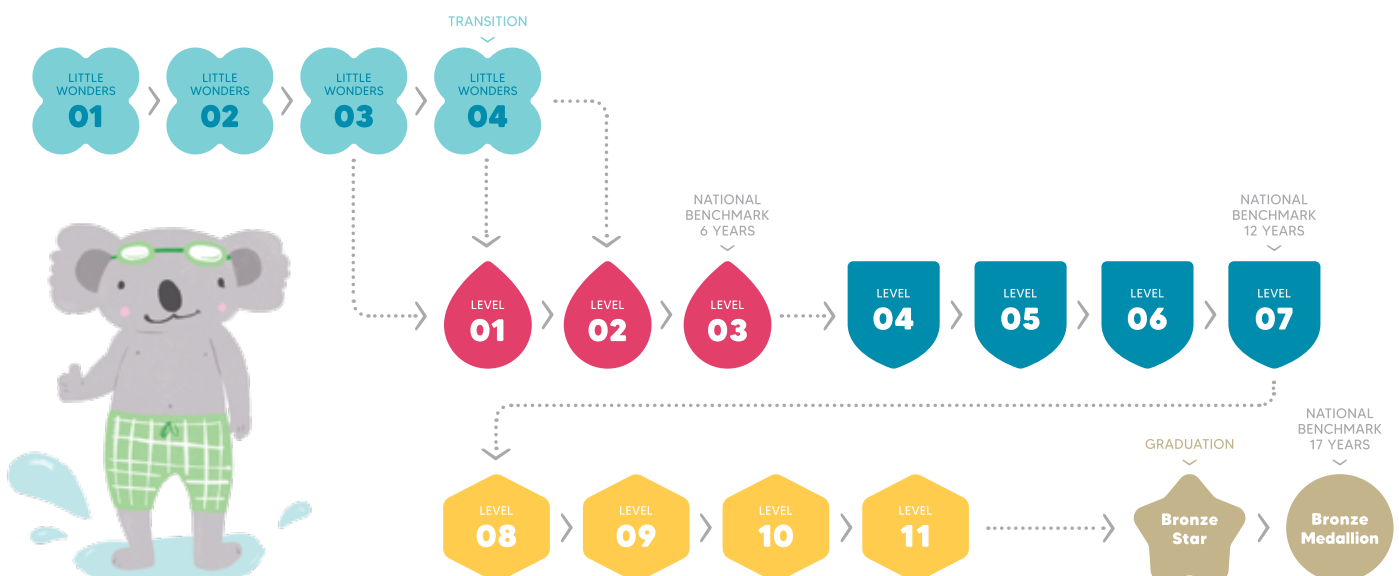 TRANSITION
LITTLE
WONDERS
01
LITTLE
WONDERS
02
LITTLE
WONDERS
03
LITTLE
WONDERS
04
NATIONAL
BENCHMARK
6 YEARS
NATIONAL
BENCHMARK
12 YEARS
LEVEL
01
LEVEL
02
LEVEL
03
LEVEL
04
LEVEL
05
LEVEL
06
LEVEL
07
GRADUATION
NATIONAL
BENCHMARK
17 YEARS
LEVEL
08
LEVEL
09
LEVEL
10
LEVEL
11
Bronze
Star
Bronze
Medallion